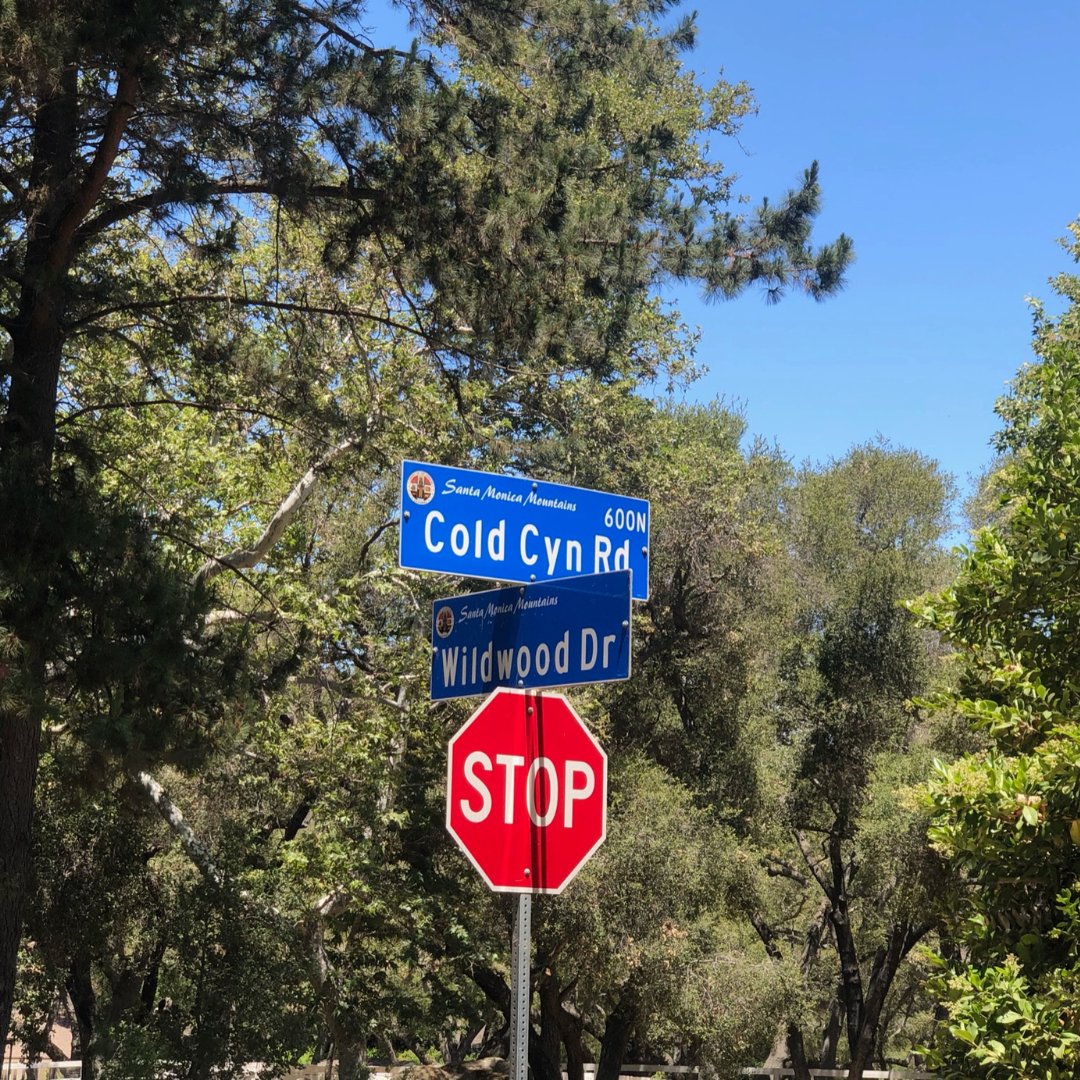 Santa Monica Mountains
600N
Cold Cyn Rd
Santa Monica Mountains
Wildwood Dr
STOP